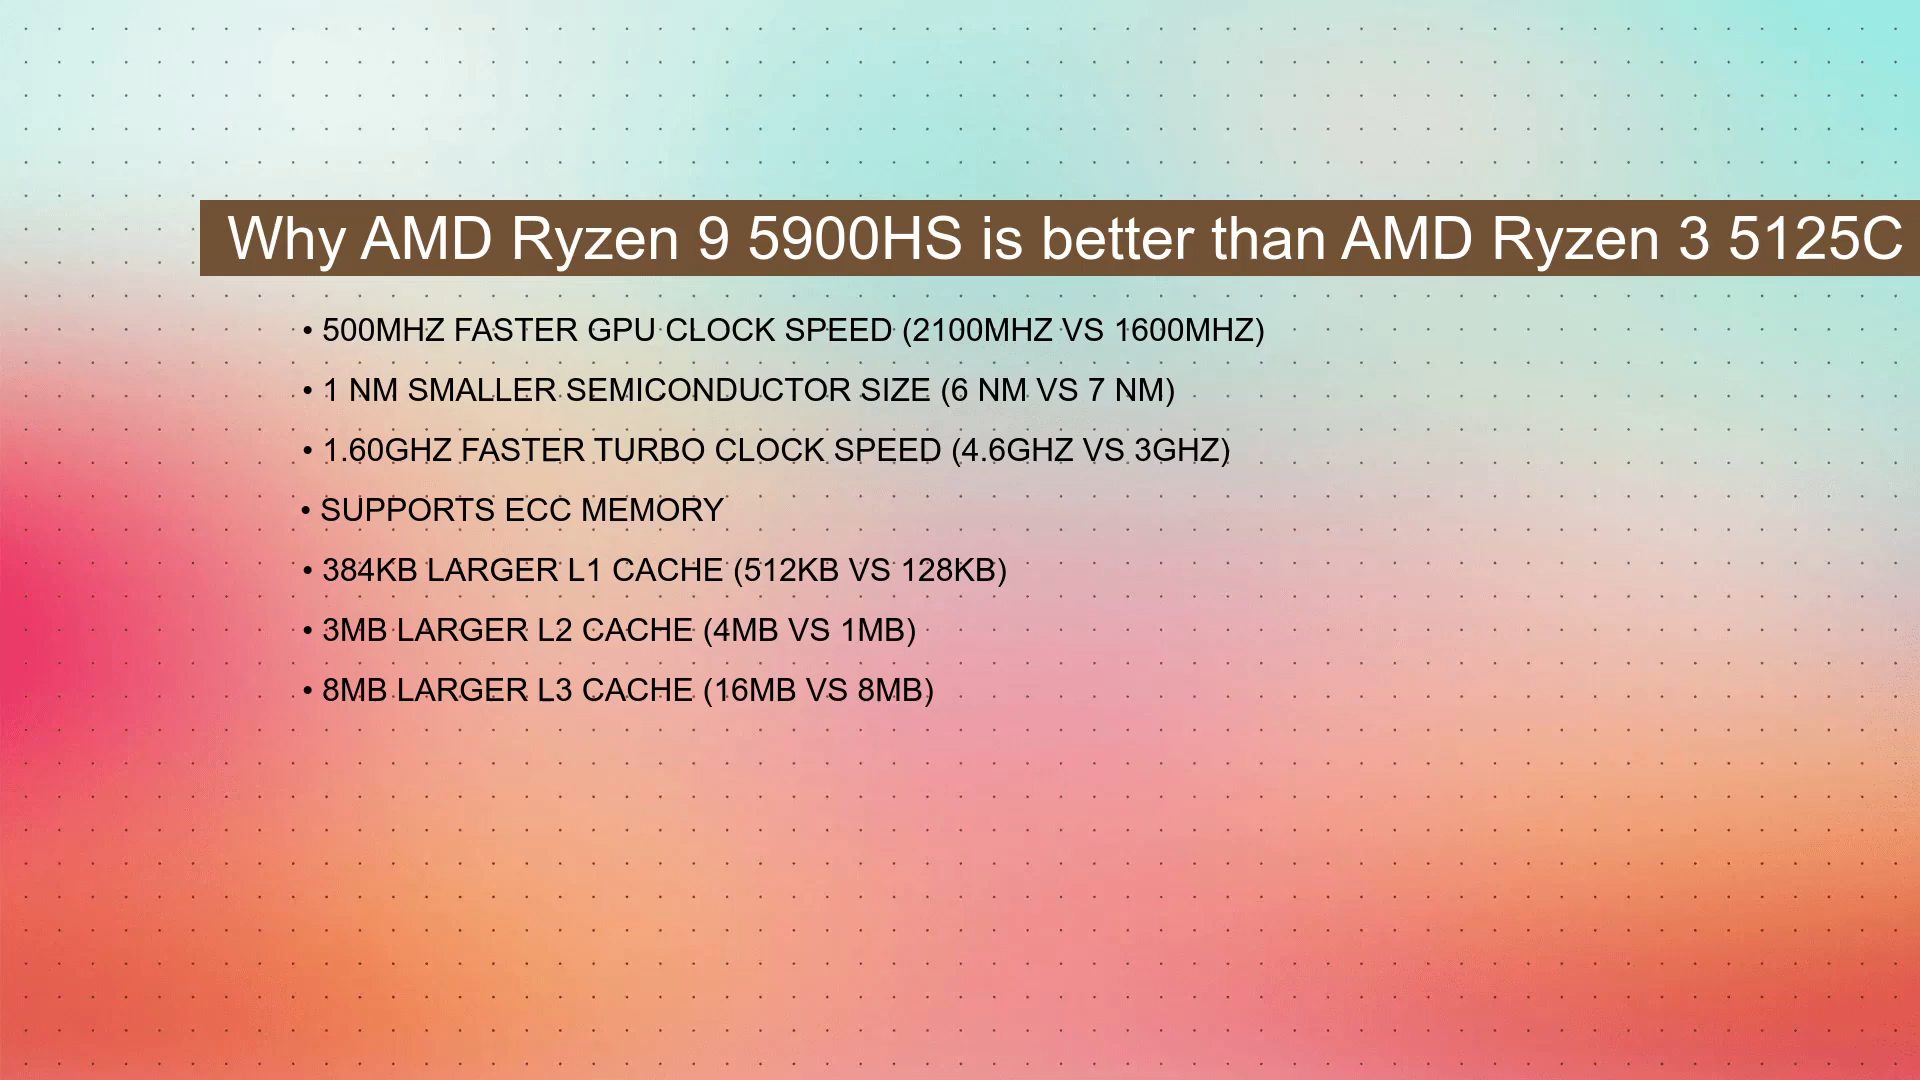 Why AMD Ryzen 9 5900HS is better than AMD Ryzen 3 5125C
• 500MHZ FASTER GPU CLOCK SPEED (2100MHZ VS 1600MHZ)
• 1 NM SMALLER SEMICONDUCTOR SIZE (6 NM VS 7 NM)
• 1.60GHZ FASTER TURBO CLOCK SPEED (4.6GHZ VS 3GHZ)
• SUPPORTS ECC MEMORY
• 384KB LARGER L1 CACHE (512KB VS 128KB)
• 3MB LARGER L2 CACHE (4MB VS 1MB)
• 8MB LARGER L3 CACHE (16MB VS 8MB)